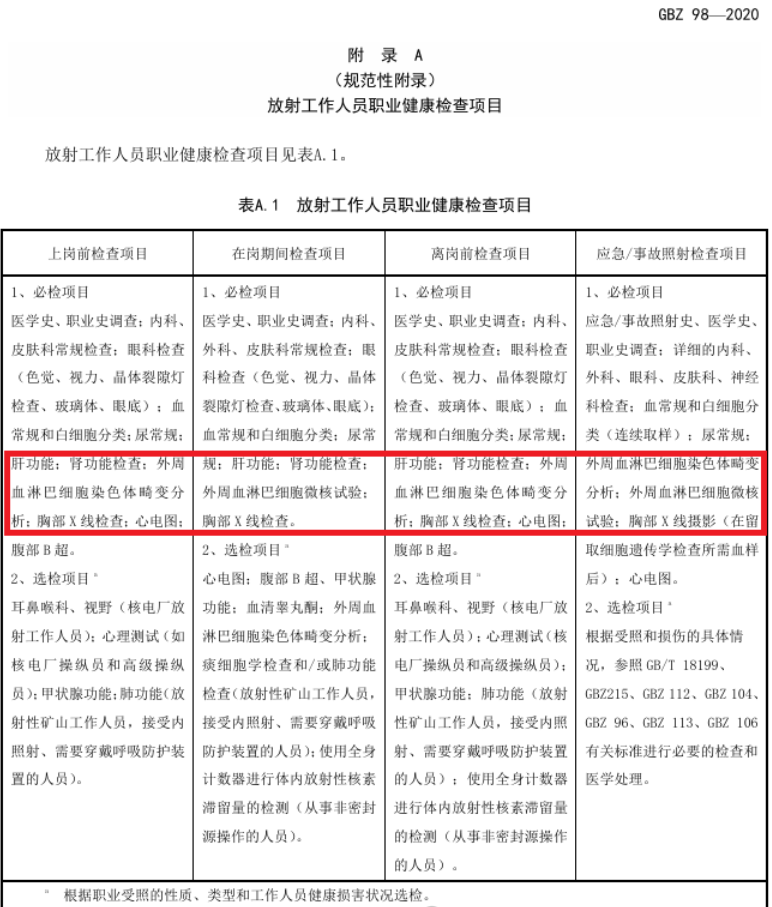 GBZ 98—2020
附 录 A
（规范性附录）
放射工作人员职业健康检查项目
放射工作人员职业健康检查项目见表A.1。
表A.1 放射工作人员职业健康检查项目
上岗前检查项目
1、必检项目
医学史、职业史调查；内科、
皮肤科常规检查；眼科检查
（色觉、视力、晶体裂隙灯
检查、玻璃体、眼底）；血
常规和白细胞分类；尿常规；
肝功能；肾功能检查；外周
血淋巴细胞染色体畸变分
析；胸部 X 线检查；心电图；
腹部 B 超。
2、选检项目a
耳鼻喉科、视野（核电厂放
射工作人员）；心理测试（如
核电厂操纵员和高级操纵
员）；甲状腺功能；肺功能（放
射性矿山工作人员，接受内
照射、需要穿戴呼吸防护装
置的人员）。
在岗期间检查项目
1、必检项目
医学史、职业史调查；内科、
外科、皮肤科常规检查；眼
科检查（色觉、视力、晶体
裂隙灯检查、玻璃体、眼底）；
血常规和白细胞分类；尿常
规；肝功能；肾功能检查；
外周血淋巴细胞微核试验；
胸部 X 线检查。
2、选检项目a
心电图；腹部 B 超、甲状腺
功能；血清睾丸酮；外周血
淋巴细胞染色体畸变分析；
痰细胞学检查和/或肺功能
检查（放射性矿山工作人员，
接受内照射、需要穿戴呼吸
防护装置的人员）；使用全身
计数器进行体内放射性核素
滞留量的检测（从事非密封
源操作的人员）。
离岗前检查项目
1、必检项目
医学史、职业史调查；内科、
皮肤科常规检查；眼科检查
（色觉、视力、晶体裂隙灯
检查、玻璃体、眼底）；血
常规和白细胞分类；尿常规；
肝功能；肾功能检查；外周
血淋巴细胞染色体畸变分
析；胸部 X 线检查；心电图；
腹部 B 超。
2、选检项目a
耳鼻喉科、视野（核电厂放
射工作人员）；心理测试（核
电厂操纵员和高级操纵员）；
甲状腺功能；肺功能（放射
性矿山工作人员，接受内照
射、需要穿戴呼吸防护装置
的人员）；使用全身计数器
进行体内放射性核素滞留量
的检测（从事非密封源操作
的人员）。
应急/事故照射检查项目
1、必检项目
应急/事故照射史、医学史、
职业史调查；详细的内科、
外科、眼科、皮肤科、神经
科检查；血常规和白细胞分
类（连续取样）；尿常规；
外周血淋巴细胞染色体畸变
分析；外周血淋巴细胞微核
试验；胸部 X 线摄影（在留
取细胞遗传学检查所需血样
后）；心电图。
2、选检项目a
根据受照和损伤的具体情
况，参照 GB/T 18199、
GBZ215、GBZ 112、GBZ 104、
GBZ 96、GBZ 113、GBZ 106
有关标准进行必要的检查和
医学处理。
a 根据职业受照的性质、类型和工作人员健康损害状况选检。